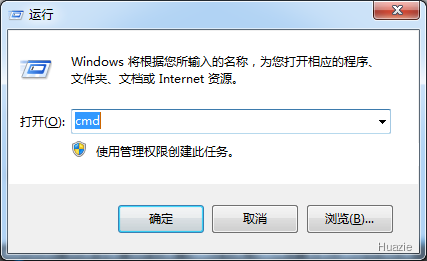 运行
Windows 将根据您所输入的名称，为您打开相应的程序、
文件夹、文档或 Internet 资源。
打开(O): cmd
使用管理权限创建此任务。
确定 取消 浏览(B)...
Huazie